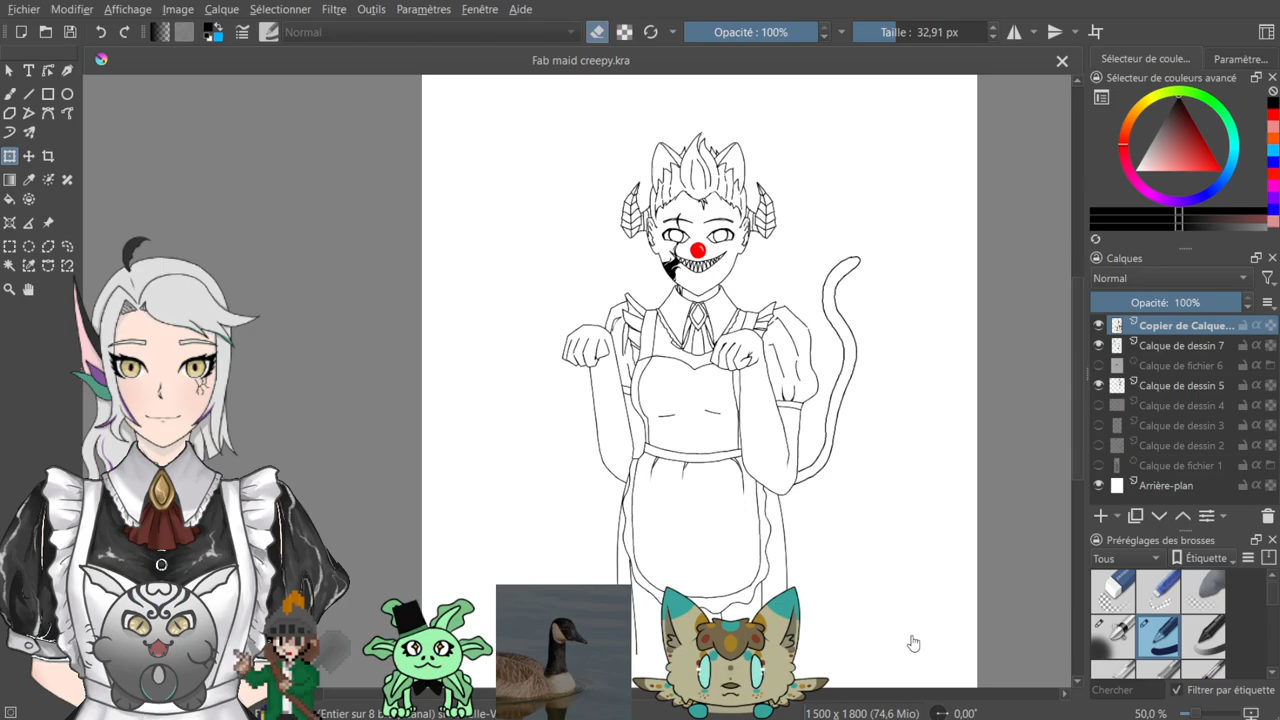 Fichier Modifier Affichage Image Calque Sélectionner Filtre Outils Paramètres Fenêtre Aide
Normal Opacité : 100% Taille : 32,91 px
Fab maid creepy.kra
Sélecteur de coule... Paramètre...
Sélecteur de couleurs avancé
Calques
Normal
Opacité: 100%
Copier de Calque...
Calque de dessin 7
Calque de fichier 6
Calque de dessin 5
Calque de dessin 4
Calque de dessin 3
Calque de dessin 2
Calque de fichier 1
Arrière-plan
Préréglages des brosses
Tous Étiquette
Chercher Filtrer par étiquette
(Entier sur 8 b
1 500 x 1 800 (74,6 Mio) 0,00° 50,0 %